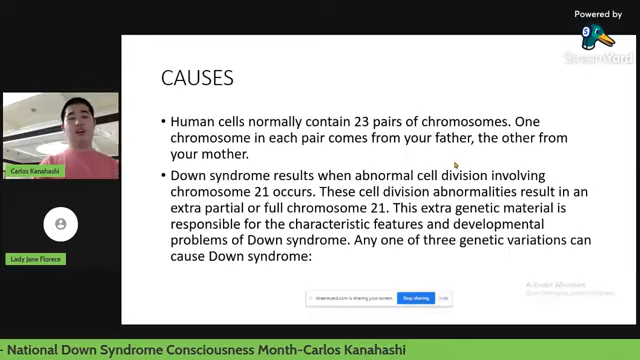 Powered by
StreamYard
CAUSES
• Human cells normally contain 23 pairs of chromosomes. One
chromosome in each pair comes from your father, the other from
your mother.
• Down syndrome results when abnormal cell division involving
chromosome 21 occurs. These cell division abnormalities result in an
extra partial or full chromosome 21. This extra genetic material is
responsible for the characteristic features and developmental
problems of Down syndrome. Any one of three genetic variations can
cause Down syndrome:
Carlos Kanahashi
Lady Jane Florece
Activate Windows
streamyard.com is sharing your screen.
Stop sharing
Hide
- National Down Syndrome Consciousness Month-Carlos Kanahashi